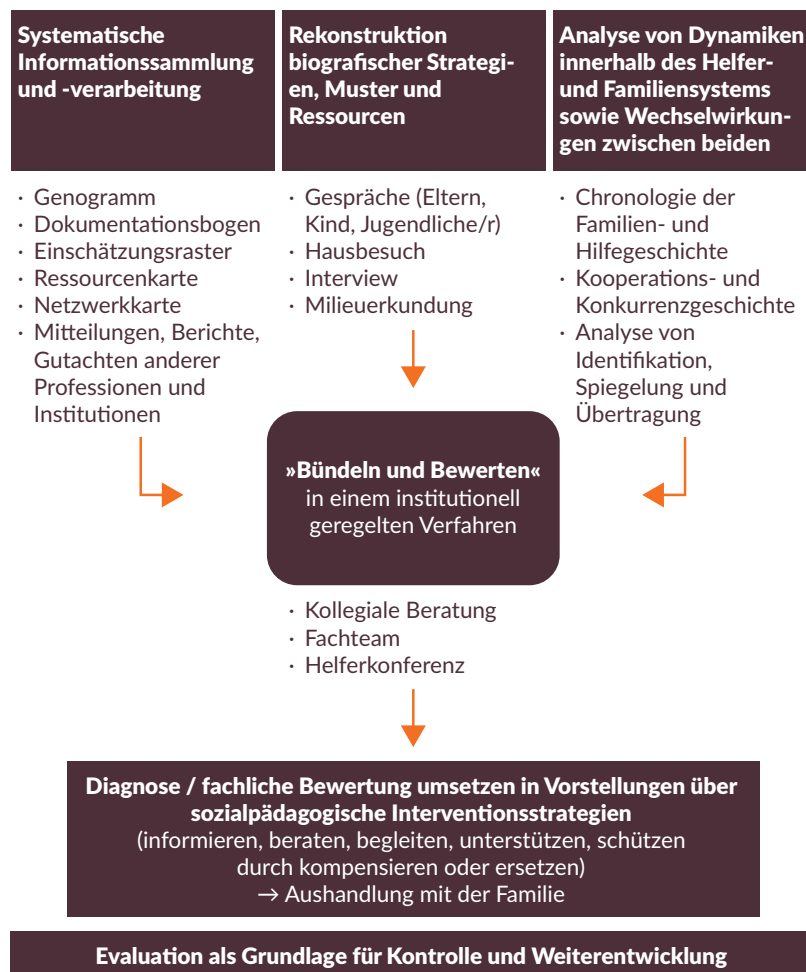 Systematische
Informationssammlung
und -verarbeitung
· Genogramm
· Dokumentationsbogen
· Einschätzungsraster
· Ressourcenkarte
· Netzwerkkarte
· Mitteilungen, Berichte,
Gutachten anderer
Professionen und
Institutionen
Rekonstruktion
biografischer Strategi-
en, Muster und
Ressourcen
· Gespräche (Eltern,
Kind, Jugendliche/r)
· Hausbesuch
· Interview
· Milieuerkundung
Analyse von Dynamiken
innerhalb des Helfer-
und Familiensystems
sowie Wechselwirkun-
gen zwischen beiden
· Chronologie der
Familien- und
Hilfegeschichte
· Kooperations- und
Konkurrenzgeschichte
· Analyse von
Identifikation,
Spiegelung und
Übertragung
»Bündeln und Bewerten«
in einem institutionell
geregelten Verfahren
· Kollegiale Beratung
· Fachteam
· Helferkonferenz
Diagnose / fachliche Bewertung umsetzen in Vorstellungen über
sozialpädagogische Interventionsstrategien
(informieren, beraten, begleiten, unterstützen, schützen
durch kompensieren oder ersetzen)
→ Aushandlung mit der Familie
Evaluation als Grundlage für Kontrolle und Weiterentwicklung